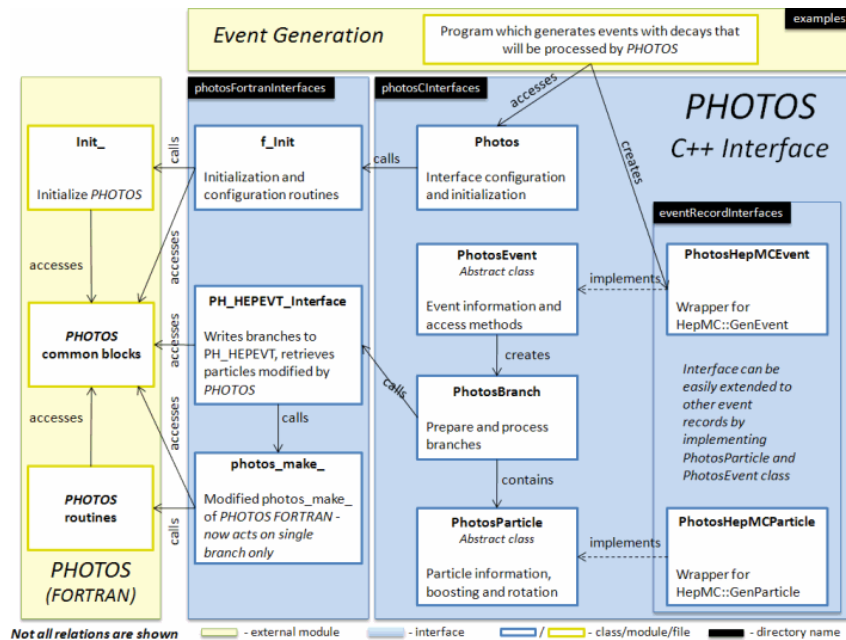 Event Generation
Program which generates events with decays that
will be processed by PHOTOS
examples
photosFortranInterfaces
photosCInterfaces
PHOTOS
C++ Interface
accesses
creates
Init_
Initialize PHOTOS
calls
f_Init
Initialization and
configuration routines
calls
Photos
Interface configuration
and initialization
eventRecordInterfaces
accesses
accesses
PhotosEvent
Abstract class
Event information and
access methods
implements
PhotosHepMCEvent
Wrapper for
HepMC::GenEvent
PHOTOS
common blocks
accesses
PH_HEPEVT_Interface
Writes branches to
PH_HEPEVT, retrieves
particles modified by
PHOTOS
creates
calls
PhotosBranch
Prepare and process
branches
Interface can be
easily extended to
other event
records by
implementing
PhotosParticle and
PhotosEvent class
accesses
accesses
calls
contains
PHOTOS
routines
calls
photos_make_
Modified photos_make_
of PHOTOS FORTRAN -
now acts on single
branch only
PhotosParticle
Abstract class
Particle information,
boosting and rotation
implements
PhotosHepMCParticle
Wrapper for
HepMC::GenParticle
PHOTOS
(FORTRAN)
Not all relations are shown
- external module
- interface
/
- class/module/file
- directory name